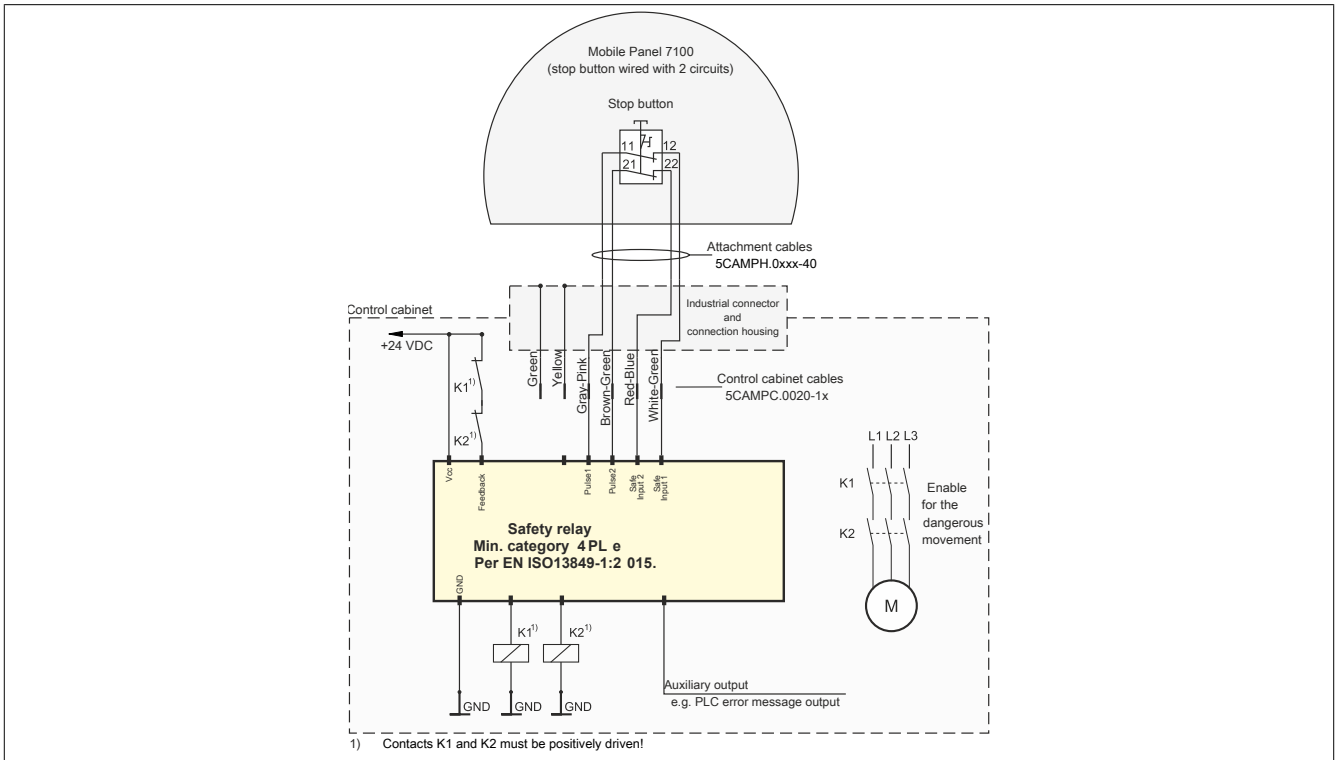 Mobile Panel 7100
(stop button wired with 2 circuits)
Stop button
11
12
21
22
Attachment cables
5CAMPH.0xxx-40
Industrial connector
and
connection housing
Control cabinet
+24 VDC
Green
Yellow
Gray-Pink
Brown-Green
Red-Blue
White-Green
Control cabinet cables
5CAMPC.0020-1x
K1 1)
K2 1)
Vcc
Feedback
Pulse1
Pulse2
Safe
Input 2
Safe
Input 1
Safety relay
Min. category 4 PL e
Per EN ISO13849-1:2 015.
GND
K1 1)
K2 1)
GND
GND
GND
Auxiliary output
e.g. PLC error message output
L1 L2 L3
K1
K2
Enable
for the
dangerous
movement
M
1) Contacts K1 and K2 must be positively driven!